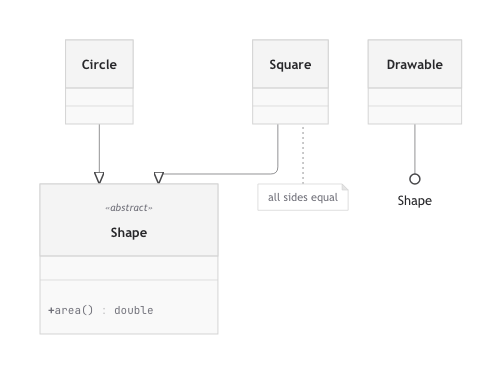 Circle
Square
Drawable
«abstract»
Shape
all sides equal
Shape
+area() : double